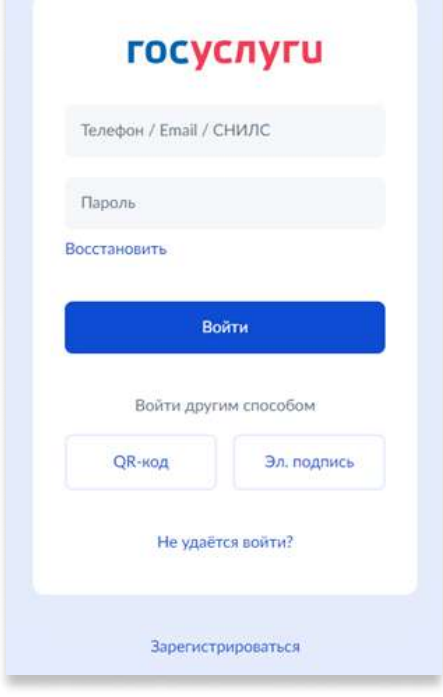 госуслуги
Телефон / Email / СНИЛС
Пароль
Восстановить
Войти
Войти другим способом
QR-код
Эл. подпись
Не удаётся войти?
Зарегистрироваться